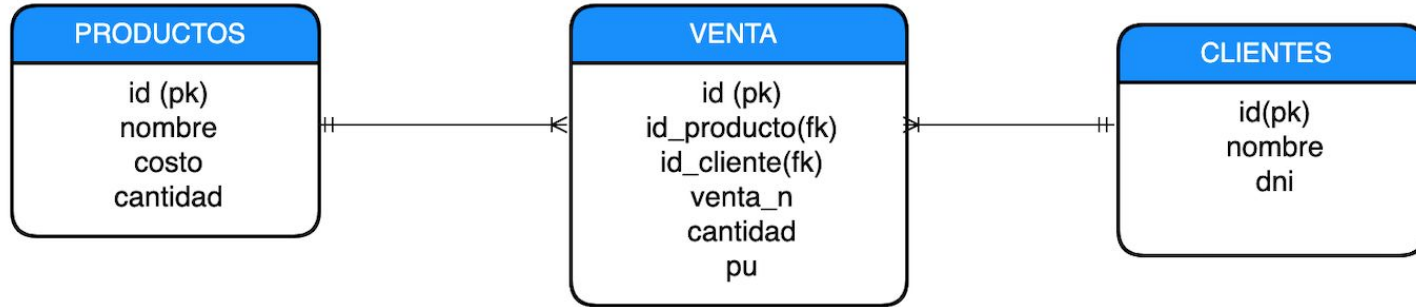 PRODUCTOS
id (pk)
nombre
costo
cantidad
VENTA
id (pk)
id_producto(fk)
id_cliente(fk)
venta_n
cantidad
pu
CLIENTES
id(pk)
nombre
dni